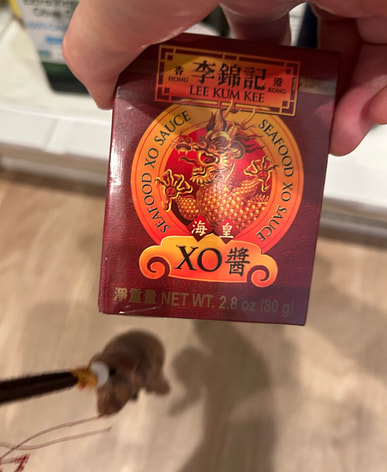 香 李錦記 港
HONG LEE KUM KEE KONG
SEAFOOD XO SAUCE SEAFOOD XO SAUCE
海皇
XO醬
淨重量 NET WT. 2.8 oz (80 g)